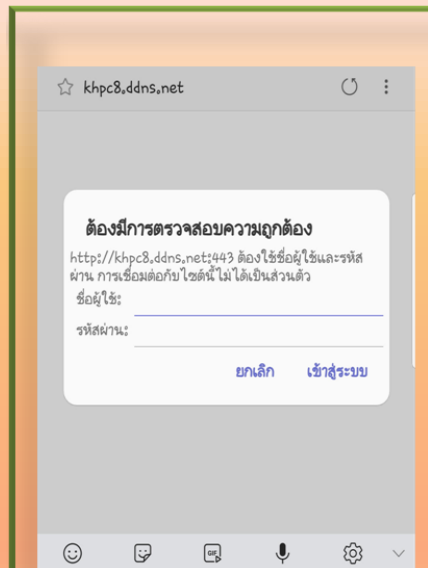 khpc8.ddns.net
ต้องมีการตรวจสอบความถูกต้อง
http://khpc8.ddns.net:443 ต้องใช้ชื่อผู้ใช้และรหัส
ผ่าน การเชื่อมต่อกับไซต์นี้ไม่ได้เป็นส่วนตัว
ชื่อผู้ใช้:
รหัสผ่าน:
ยกเลิก เข้าสู่ระบบ
GIF